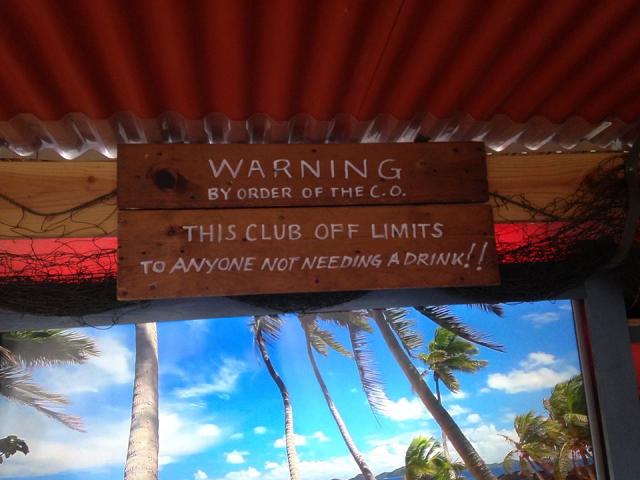 WARNING
BY ORDER OF THE C.O.
THIS CLUB OFF LIMITS
TO ANYONE NOT NEEDING A DRINK!!